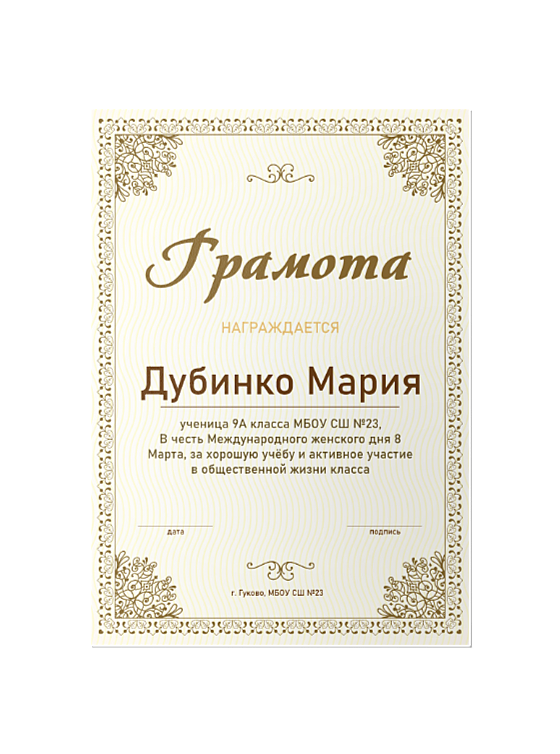 Грамота
НАГРАЖДАЕТСЯ
Дубинко Мария
ученица 9А класса МБОУ СШ №23,
В честь Международного женского дня 8
Марта, за хорошую учёбу и активное участие
в общественной жизни класса
дата
подпись
г. Гуково, МБОУ СШ №23